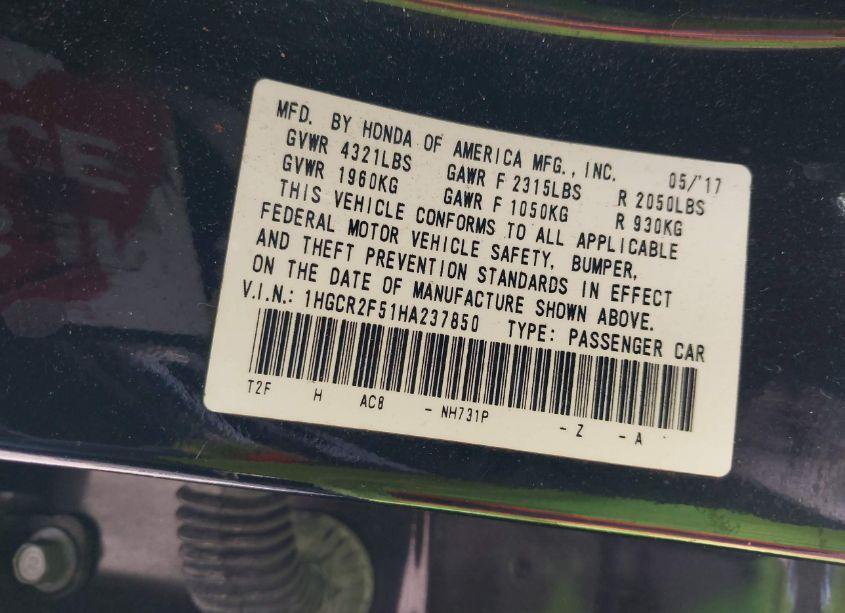 MFD. BY HONDA OF AMERICA MFG., INC. 05/'17
GVWR 4321LBS GAWR F 2315LBS R 2050LBS
GVWR 1960KG GAWR F 1050KG R 930KG
THIS VEHICLE CONFORMS TO ALL APPLICABLE
FEDERAL MOTOR VEHICLE SAFETY, BUMPER,
AND THEFT PREVENTION STANDARDS IN EFFECT
ON THE DATE OF MANUFACTURE SHOWN ABOVE.
V.I.N.: 1HGCR2F51HA237850 TYPE: PASSENGER CAR
T2F H AC8 - NH731P - Z - A